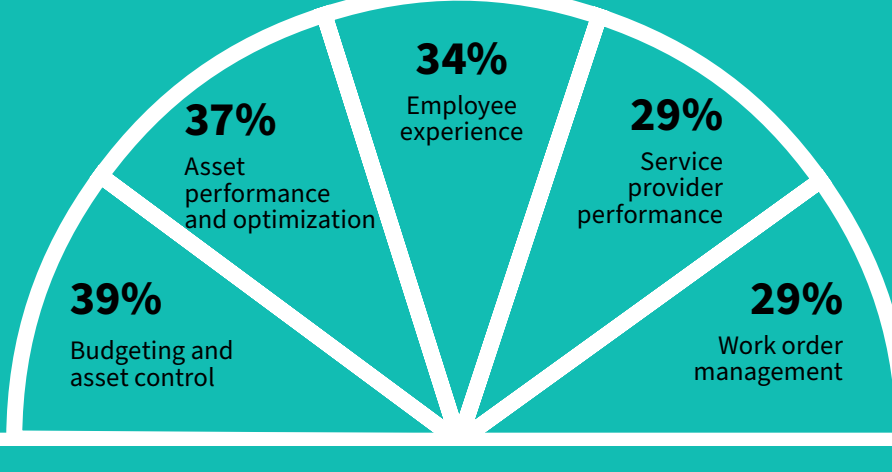 39%
Budgeting and
asset control
37%
Asset
performance
and optimization
34%
Employee
experience
29%
Service
provider
performance
29%
Work order
management